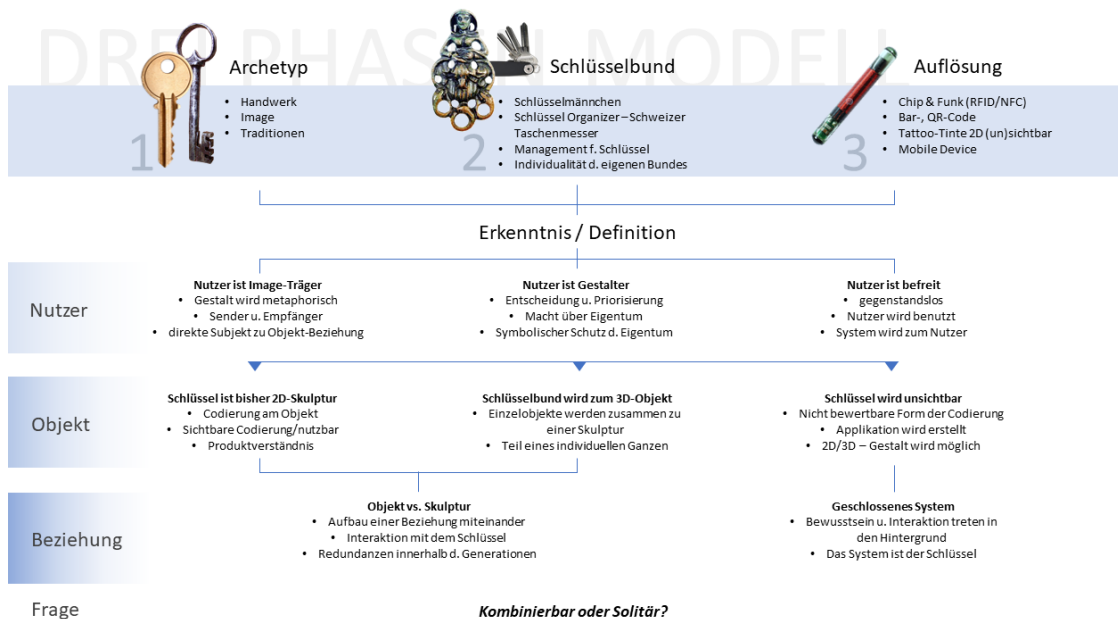 DREI PHASEN MODELL
Archetyp
Schlüsselbund
Auflösung
1
• Handwerk
• Image
• Traditionen
2
• Schlüsselmännchen
• Schlüssel Organizer – Schweizer
Taschenmesser
• Management f. Schlüssel
• Individualität d. eigenen Bundes
3
• Chip & Funk (RFID/NFC)
• Bar-, QR-Code
• Tattoo-Tinte 2D (un)sichtbar
• Mobile Device
Erkenntnis / Definition
Nutzer
Nutzer ist Image-Träger
• Gestalt wird metaphorisch
• Sender u. Empfänger
• direkte Subjekt zu Objekt-Beziehung
Nutzer ist Gestalter
• Entscheidung u. Priorisierung
• Macht über Eigentum
• Symbolischer Schutz d. Eigentum
Nutzer ist befreit
• gegenstandslos
• Nutzer wird benutzt
• System wird zum Nutzer
Objekt
Schlüssel ist bisher 2D-Skulptur
• Codierung am Objekt
• Sichtbare Codierung/nutzbar
• Produktverständnis
Schlüsselbund wird zum 3D-Objekt
• Einzelobjekte werden zusammen zu
einer Skulptur
• Teil eines individuellen Ganzen
Schlüssel wird unsichtbar
• Nicht bewertbare Form der Codierung
• Applikation wird erstellt
• 2D/3D – Gestalt wird möglich
Beziehung
Objekt vs. Skulptur
• Aufbau einer Beziehung miteinander
• Interaktion mit dem Schlüssel
• Redundanzen innerhalb d. Generationen
Geschlossenes System
• Bewusstsein u. Interaktion treten in
den Hintergrund
• Das System ist der Schlüssel
Frage
Kombinierbar oder Solitär?